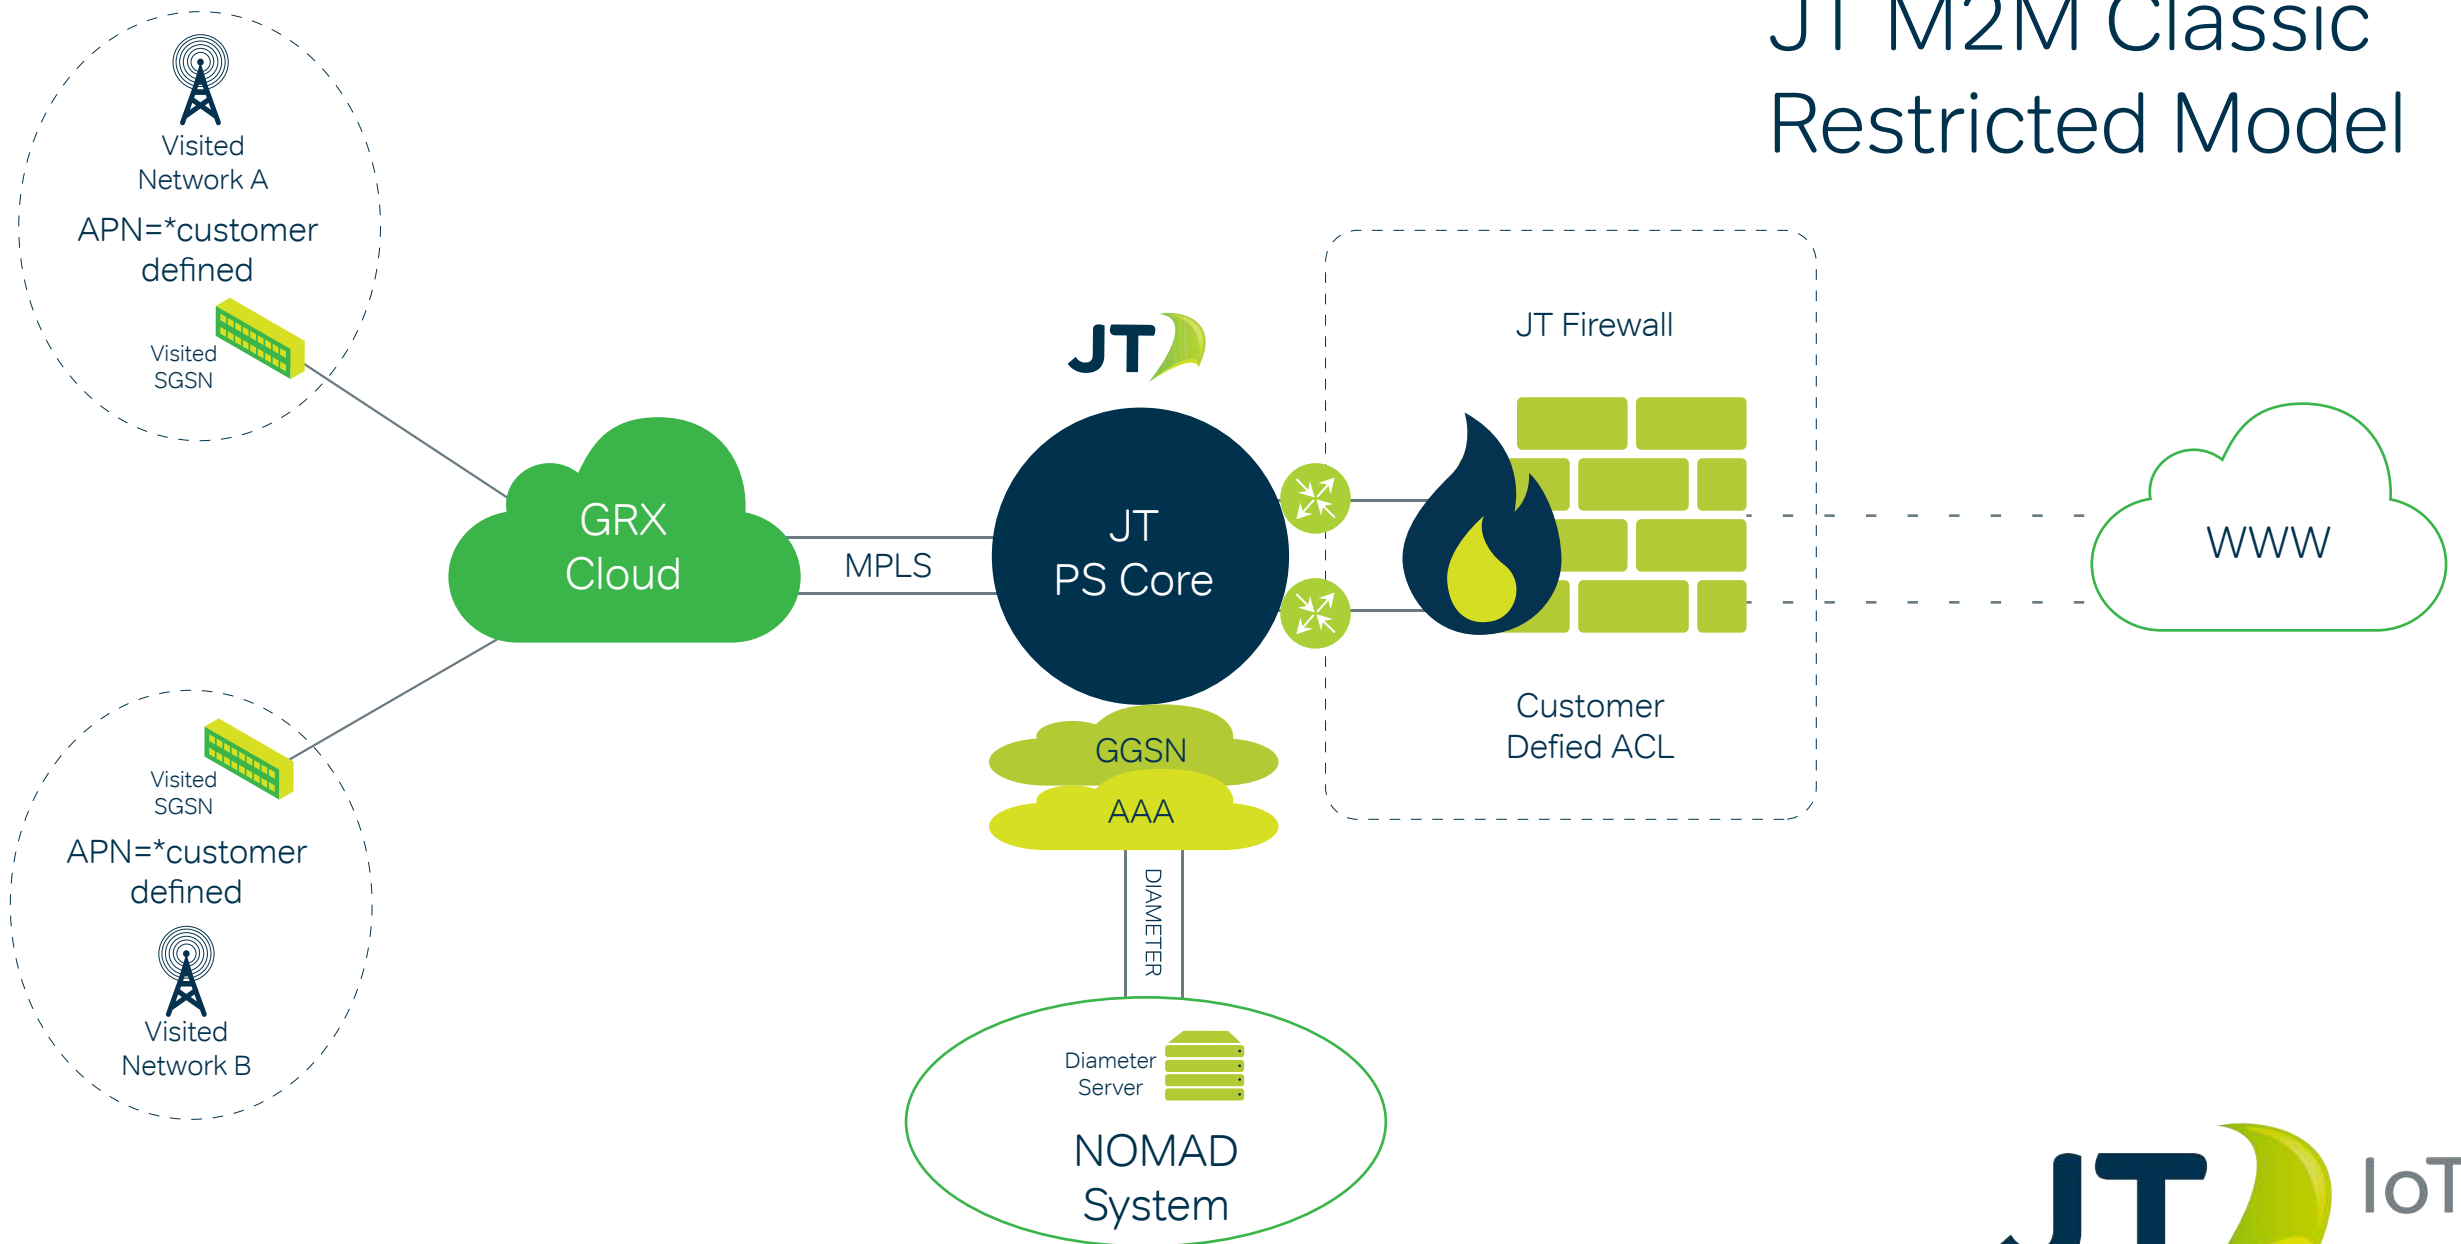 JT M2M Classic
Restricted Model
Visited
Network A
APN=*customer
defined
Visited
SGSN
GRX
Cloud
MPLS
JT
JT
PS Core
JT Firewall
Customer
Defied ACL
WWW
GGSN
AAA
DIAMETER
Diameter
Server
NOMAD
System
Visited
SGSN
APN=*customer
defined
Visited
Network B
JT IoT